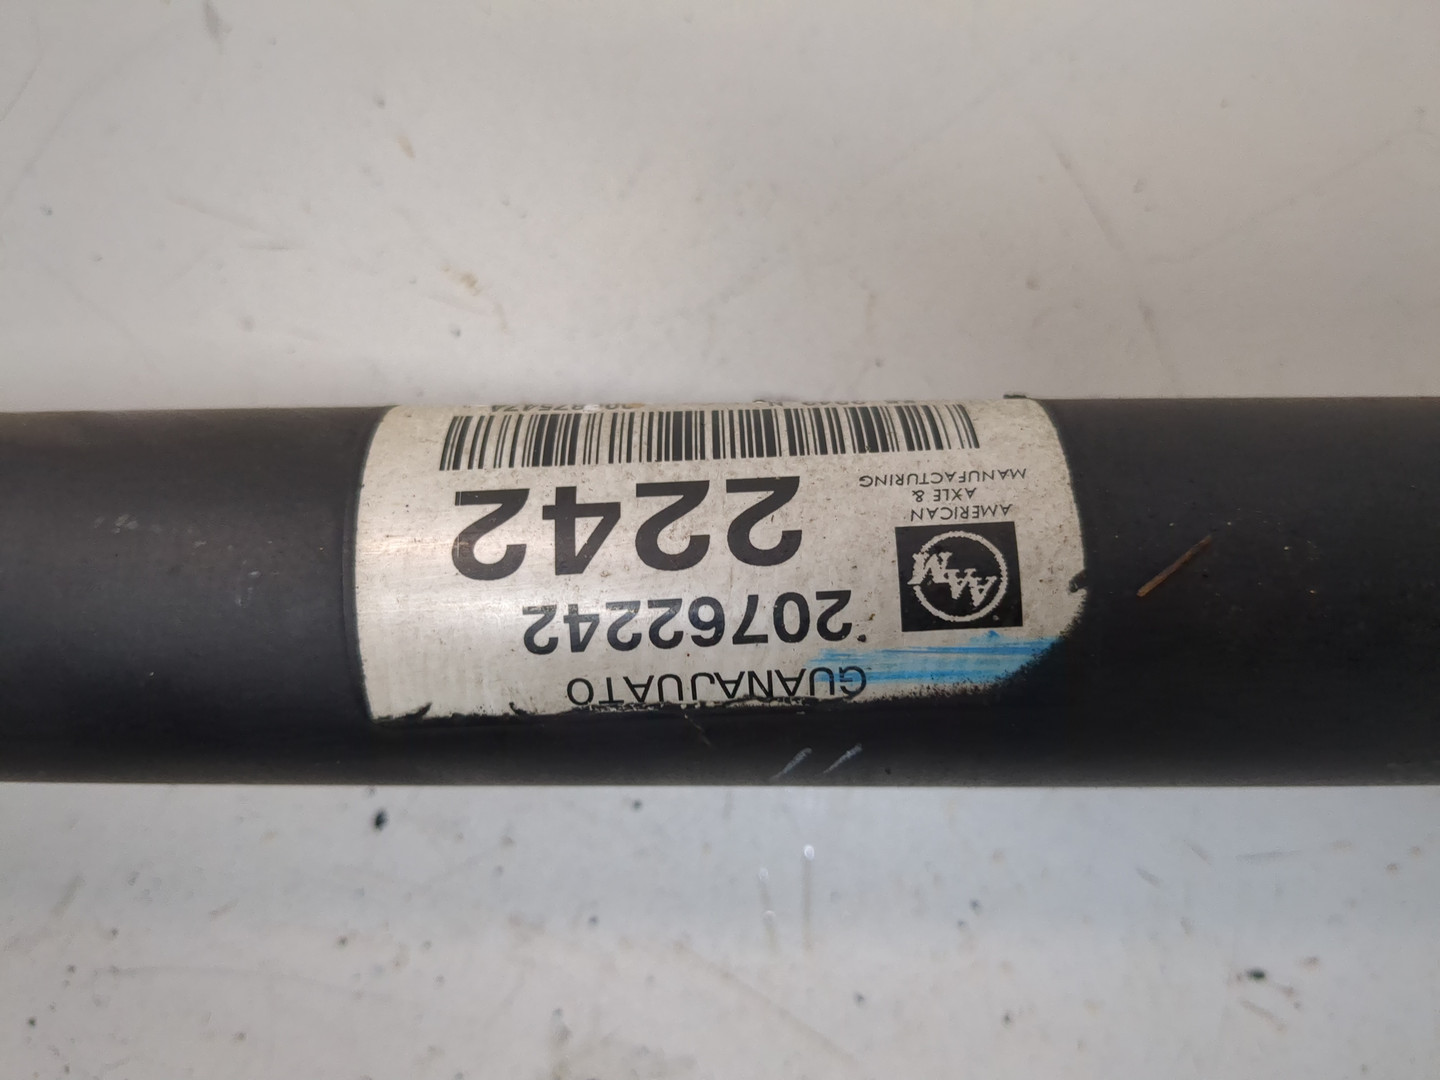 GUANAJUATO
20762242
2242
AAM
AMERICAN
AXLE &
MANUFACTURING